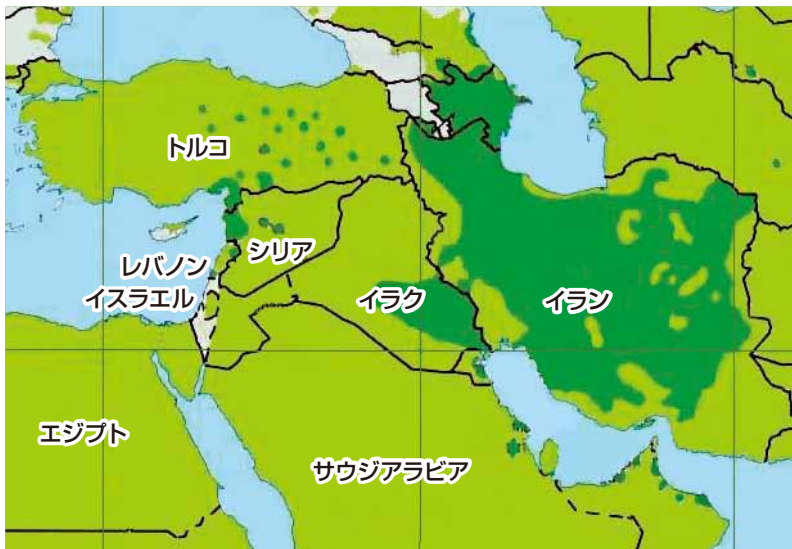 トルコ
シリア
レバノン
イスラエル
イラク
イラン
エジプト
サウジアラビア